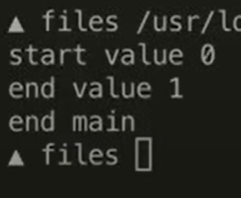 ▲ files /usr/lo
start value 0
end value 1
end main
▲ files